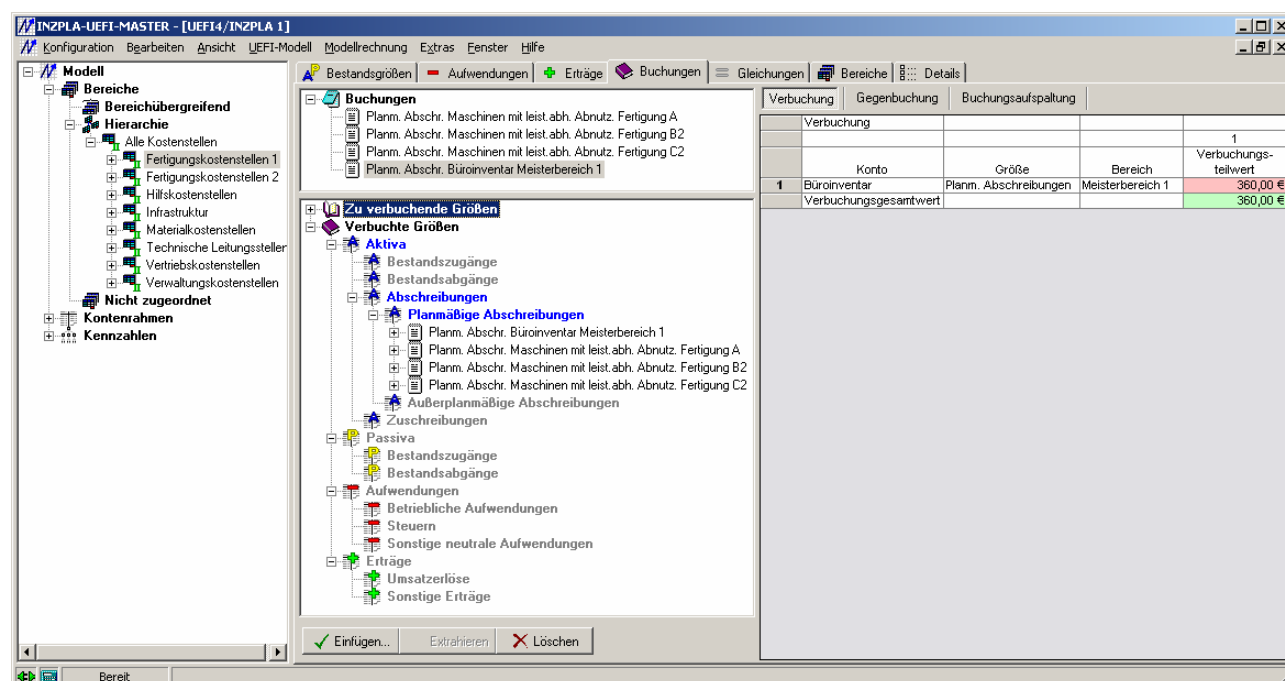 INZPLA-UEFI-MASTER - [UEFI4/INZPLA 1]
Konfiguration Bearbeiten Ansicht UEFI-Modell Modellrechnung Extras Fenster Hilfe
Modell
Bereiche
Bereichübergreifend
Hierarchie
Alle Kostenstellen
Fertigungskostenstellen 1
Fertigungskostenstellen 2
Hilfskostenstellen
Infrastruktur
Materialkostenstellen
Technische Leitungssteller
Vertriebskostenstellen
Verwaltungskostenstellen
Nicht zugeordnet
Kontenrahmen
Kennzahlen
Bestandsgrößen Aufwendungen Erträge Buchungen Gleichungen Bereiche Details
Buchungen
Planm. Abschr. Maschinen mit leist.abh. Abnutz. Fertigung A
Planm. Abschr. Maschinen mit leist.abh. Abnutz. Fertigung B2
Planm. Abschr. Maschinen mit leist.abh. Abnutz. Fertigung C2
Planm. Abschr. Büroinventar Meisterbereich 1
Zu verbuchende Größen
Verbuchte Größen
Aktiva
Bestandszugänge
Bestandsabgänge
Abschreibungen
Planmäßige Abschreibungen
Planm. Abschr. Büroinventar Meisterbereich 1
Planm. Abschr. Maschinen mit leist.abh. Abnutz. Fertigung A
Planm. Abschr. Maschinen mit leist.abh. Abnutz. Fertigung B2
Planm. Abschr. Maschinen mit leist.abh. Abnutz. Fertigung C2
Außerplanmäßige Abschreibungen
Zuschreibungen
Passiva
Bestandszugänge
Bestandsabgänge
Aufwendungen
Betriebliche Aufwendungen
Steuern
Sonstige neutrale Aufwendungen
Erträge
Umsatzerlöse
Sonstige Erträge
Einfügen... Extrahieren Löschen
Verbuchung Gegenbuchung Buchungsaufspaltung
Verbuchung
1
Konto Größe Bereich Verbuchungs-
teilwert
1 Büroinventar Planm. Abschreibungen Meisterbereich 1 360,00 €
Verbuchungsgesamtwert 360,00 €
Bereit